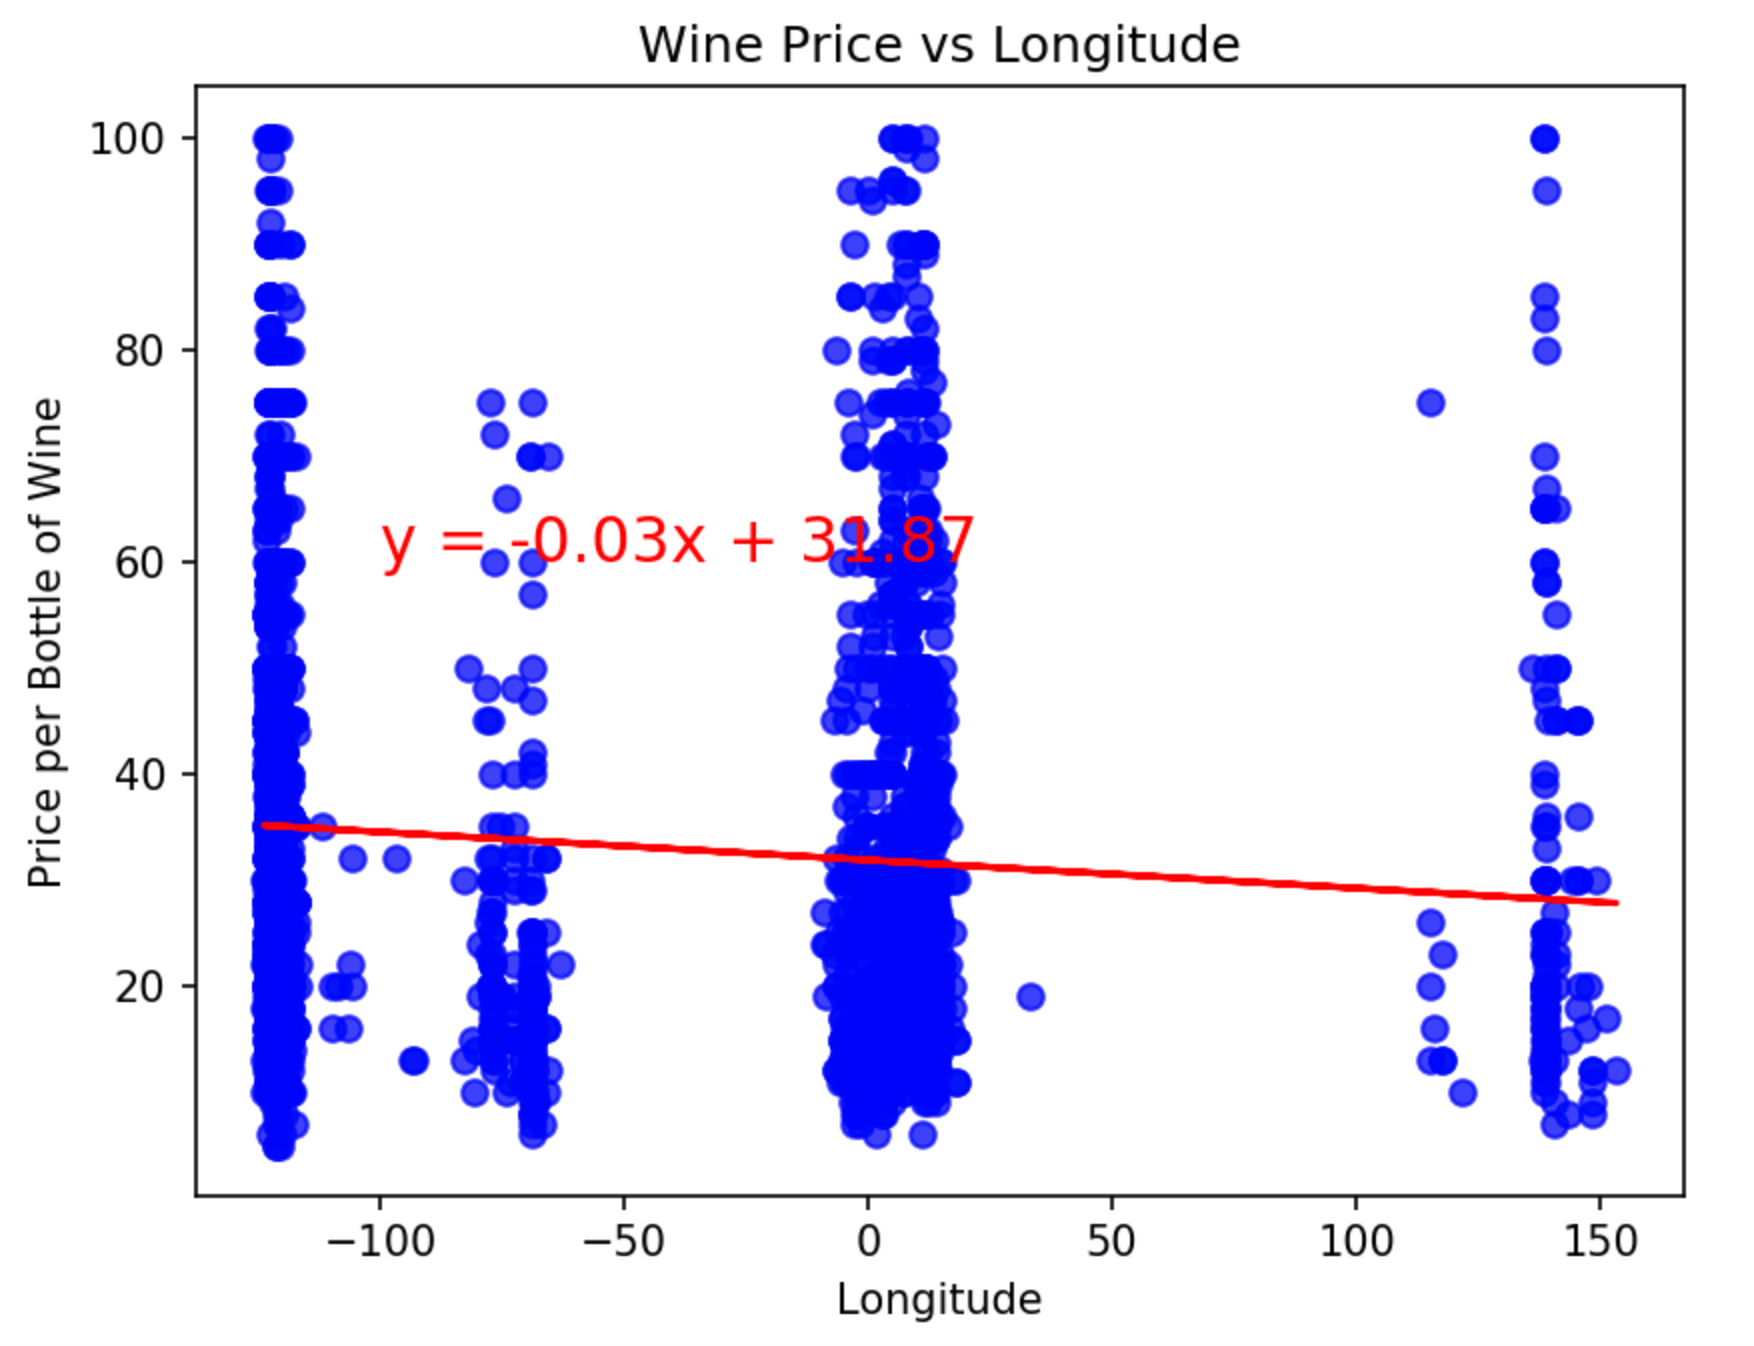 Wine Price vs Longitude
Price per Bottle of Wine
100
80
60
40
20
y = -0.03x + 31.87
−100
−50
0
50
100
150
Longitude